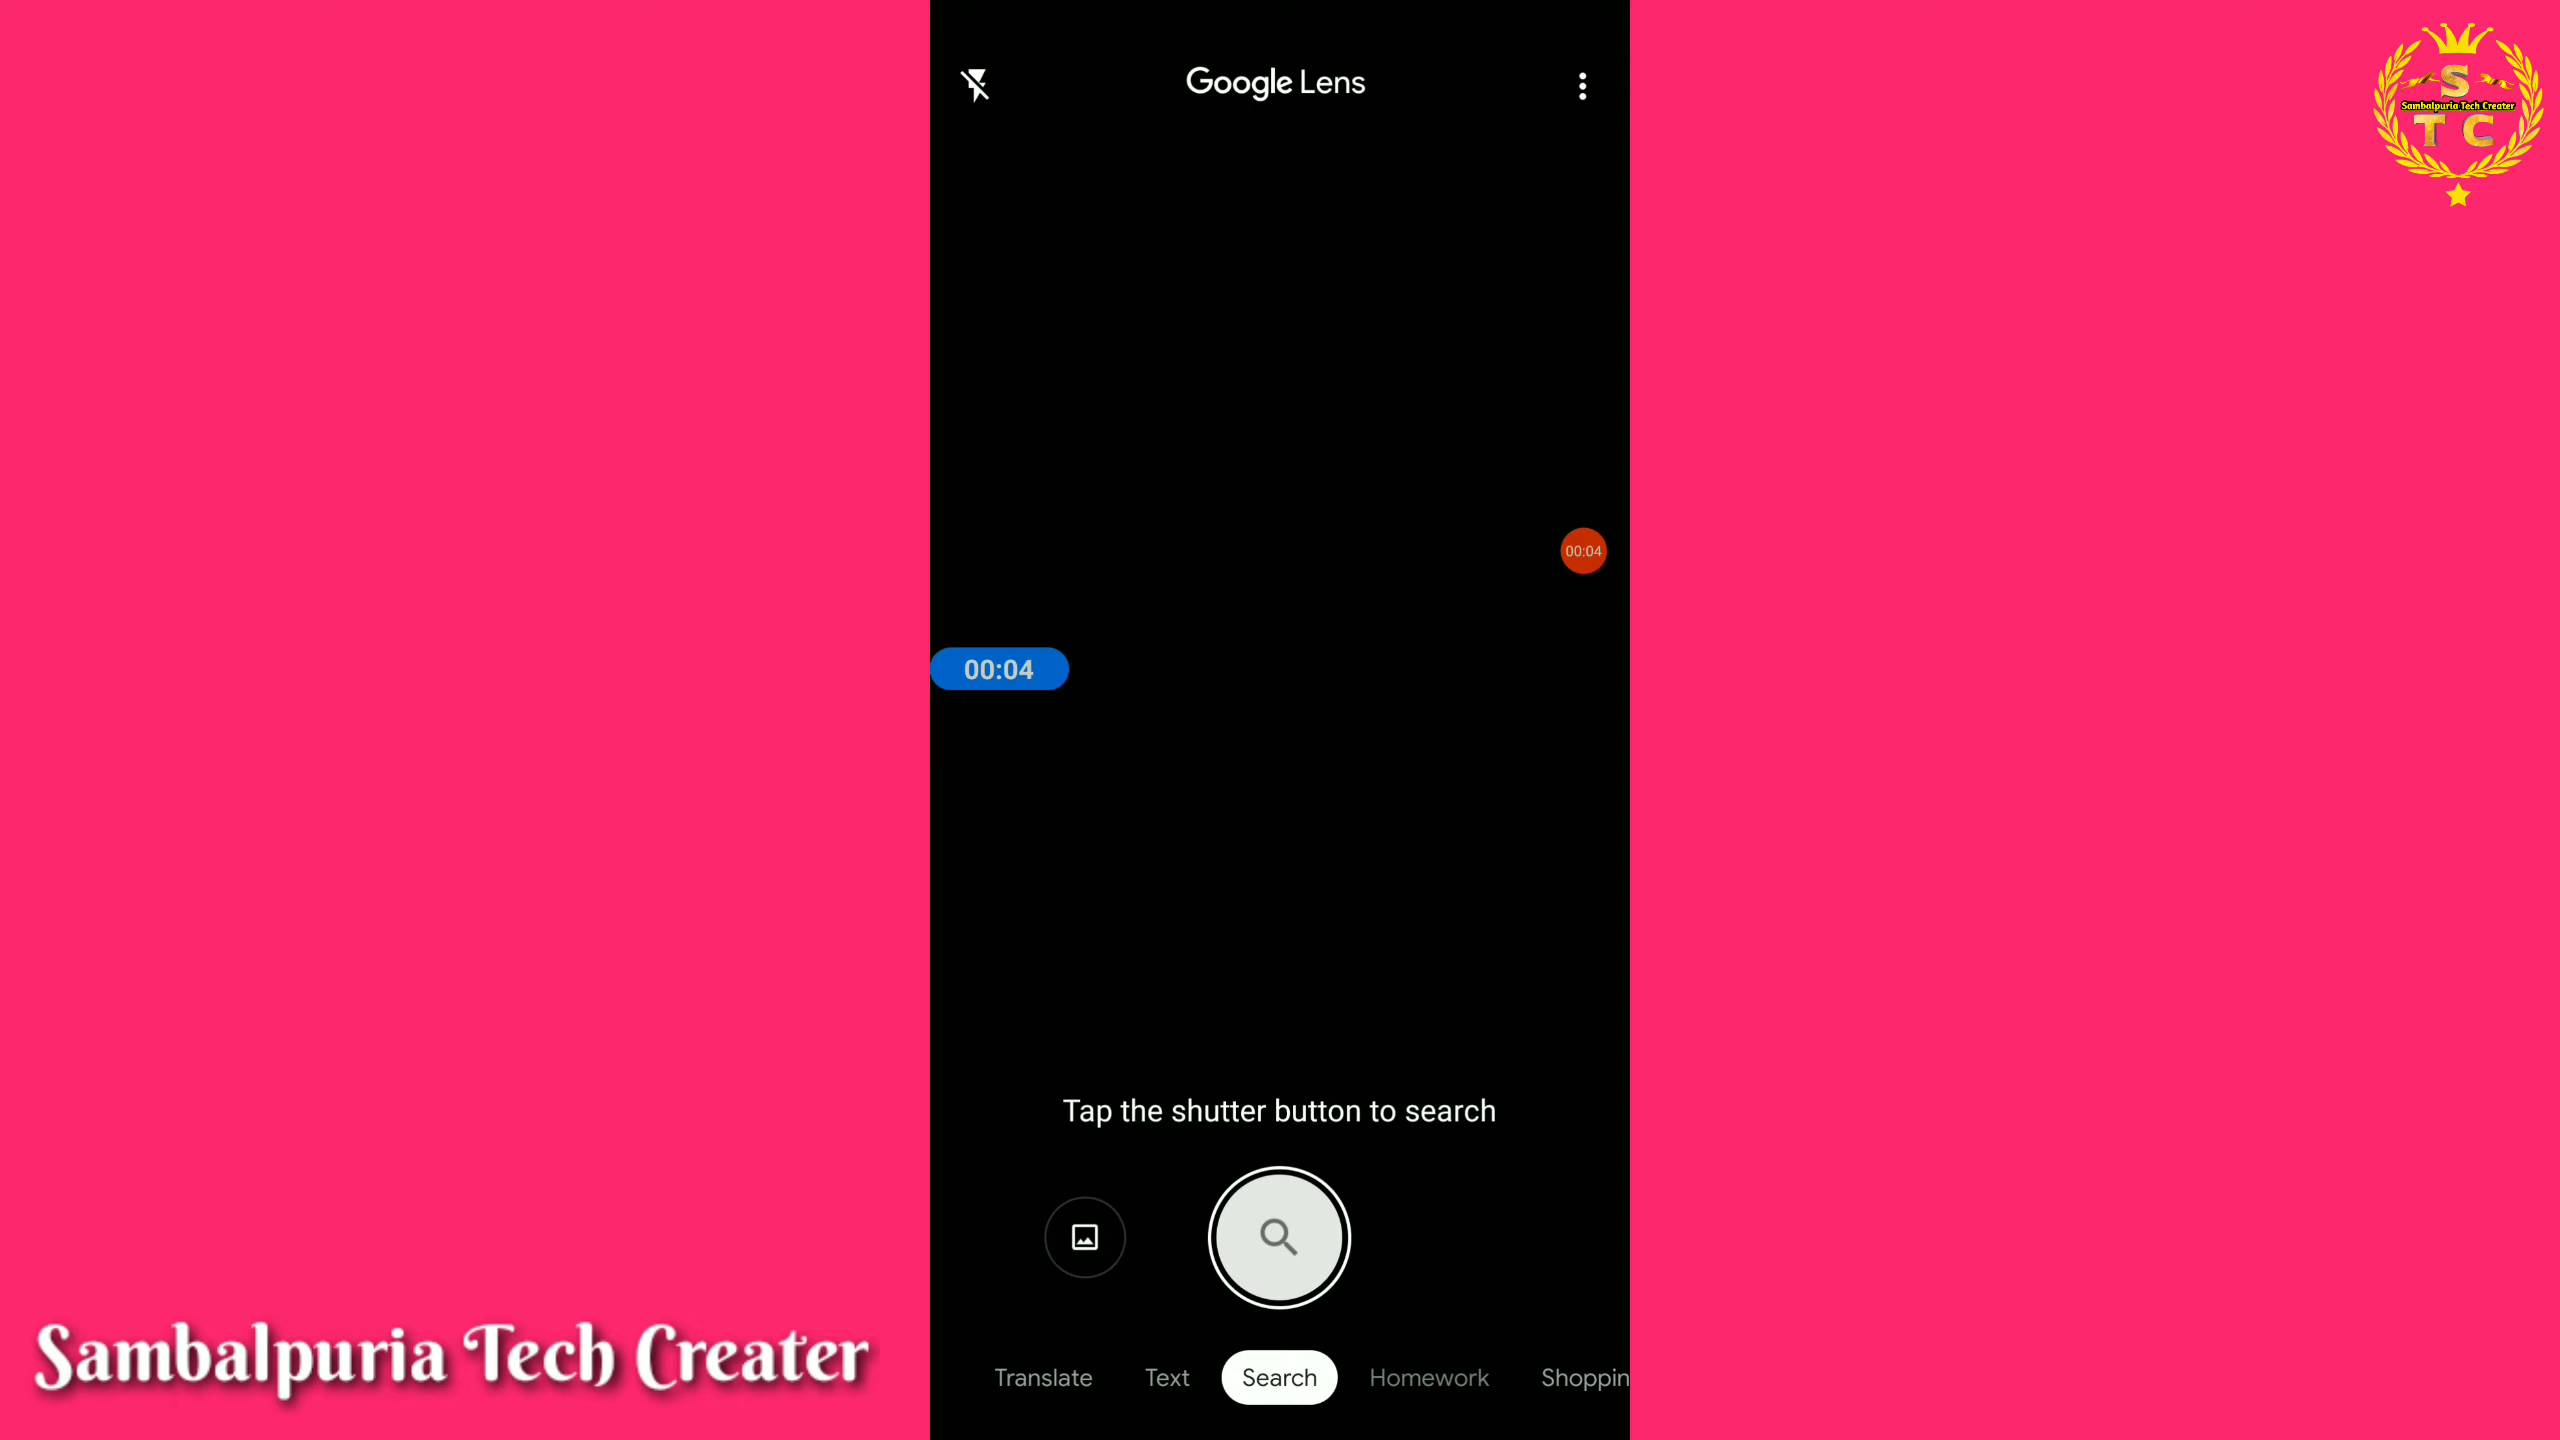 Google Lens
S
Sambalpuria Tech Creater
T C
00:04
00:04
Tap the shutter button to search
Translate Text Search Homework Shoppin
Sambalpuria Tech Creater